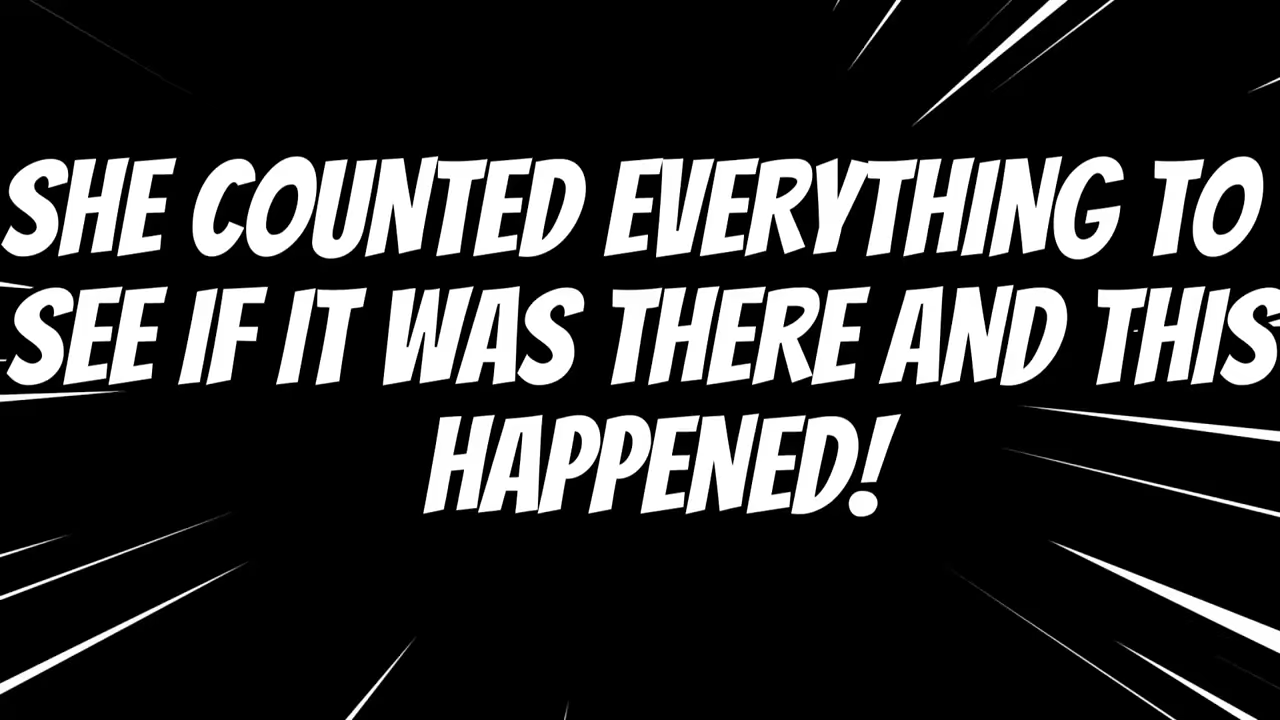 SHE COUNTED EVERYTHING TO
SEE IF IT WAS THERE AND THIS
HAPPENED!